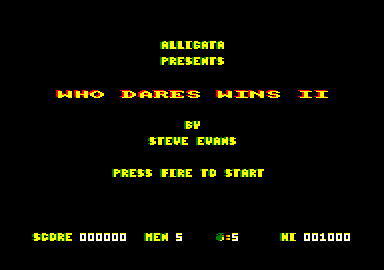 ALLIGATA
PRESENTS
WHO DARES WINS II
BY
STEVE EVANS
PRESS FIRE TO START
SCORE 000000 MEN 5 :5 HI 001000